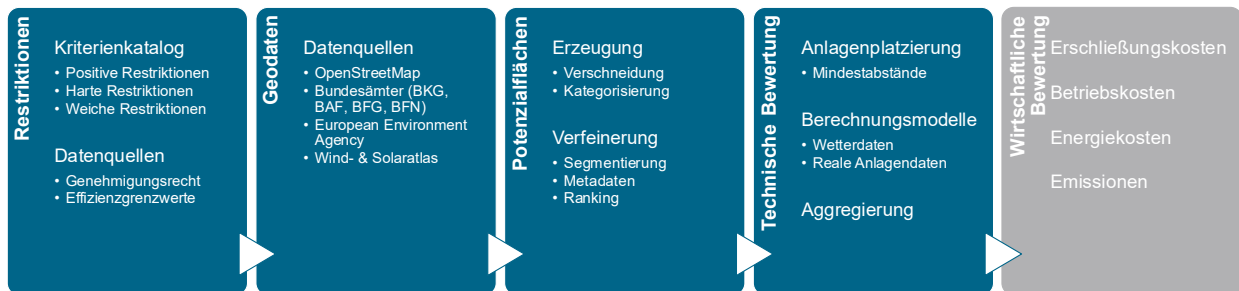 Restriktionen
Kriterienkatalog
• Positive Restriktionen
• Harte Restriktionen
• Weiche Restriktionen
Datenquellen
• Genehmigungsrecht
• Effizienzgrenzwerte
Geodaten
Datenquellen
• OpenStreetMap
• Bundesämter (BKG,
BAF, BFG, BFN)
• European Environment
Agency
• Wind- & Solaratlas
Potenzialflächen
Erzeugung
• Verschneidung
• Kategorisierung
Verfeinerung
• Segmentierung
• Metadaten
• Ranking
Technische Bewertung
Anlagenplatzierung
• Mindestabstände
Berechnungsmodelle
• Wetterdaten
• Reale Anlagendaten
Aggregierung
Wirtschaftliche
Bewertung
Erschließungskosten
Betriebskosten
Energiekosten
Emissionen